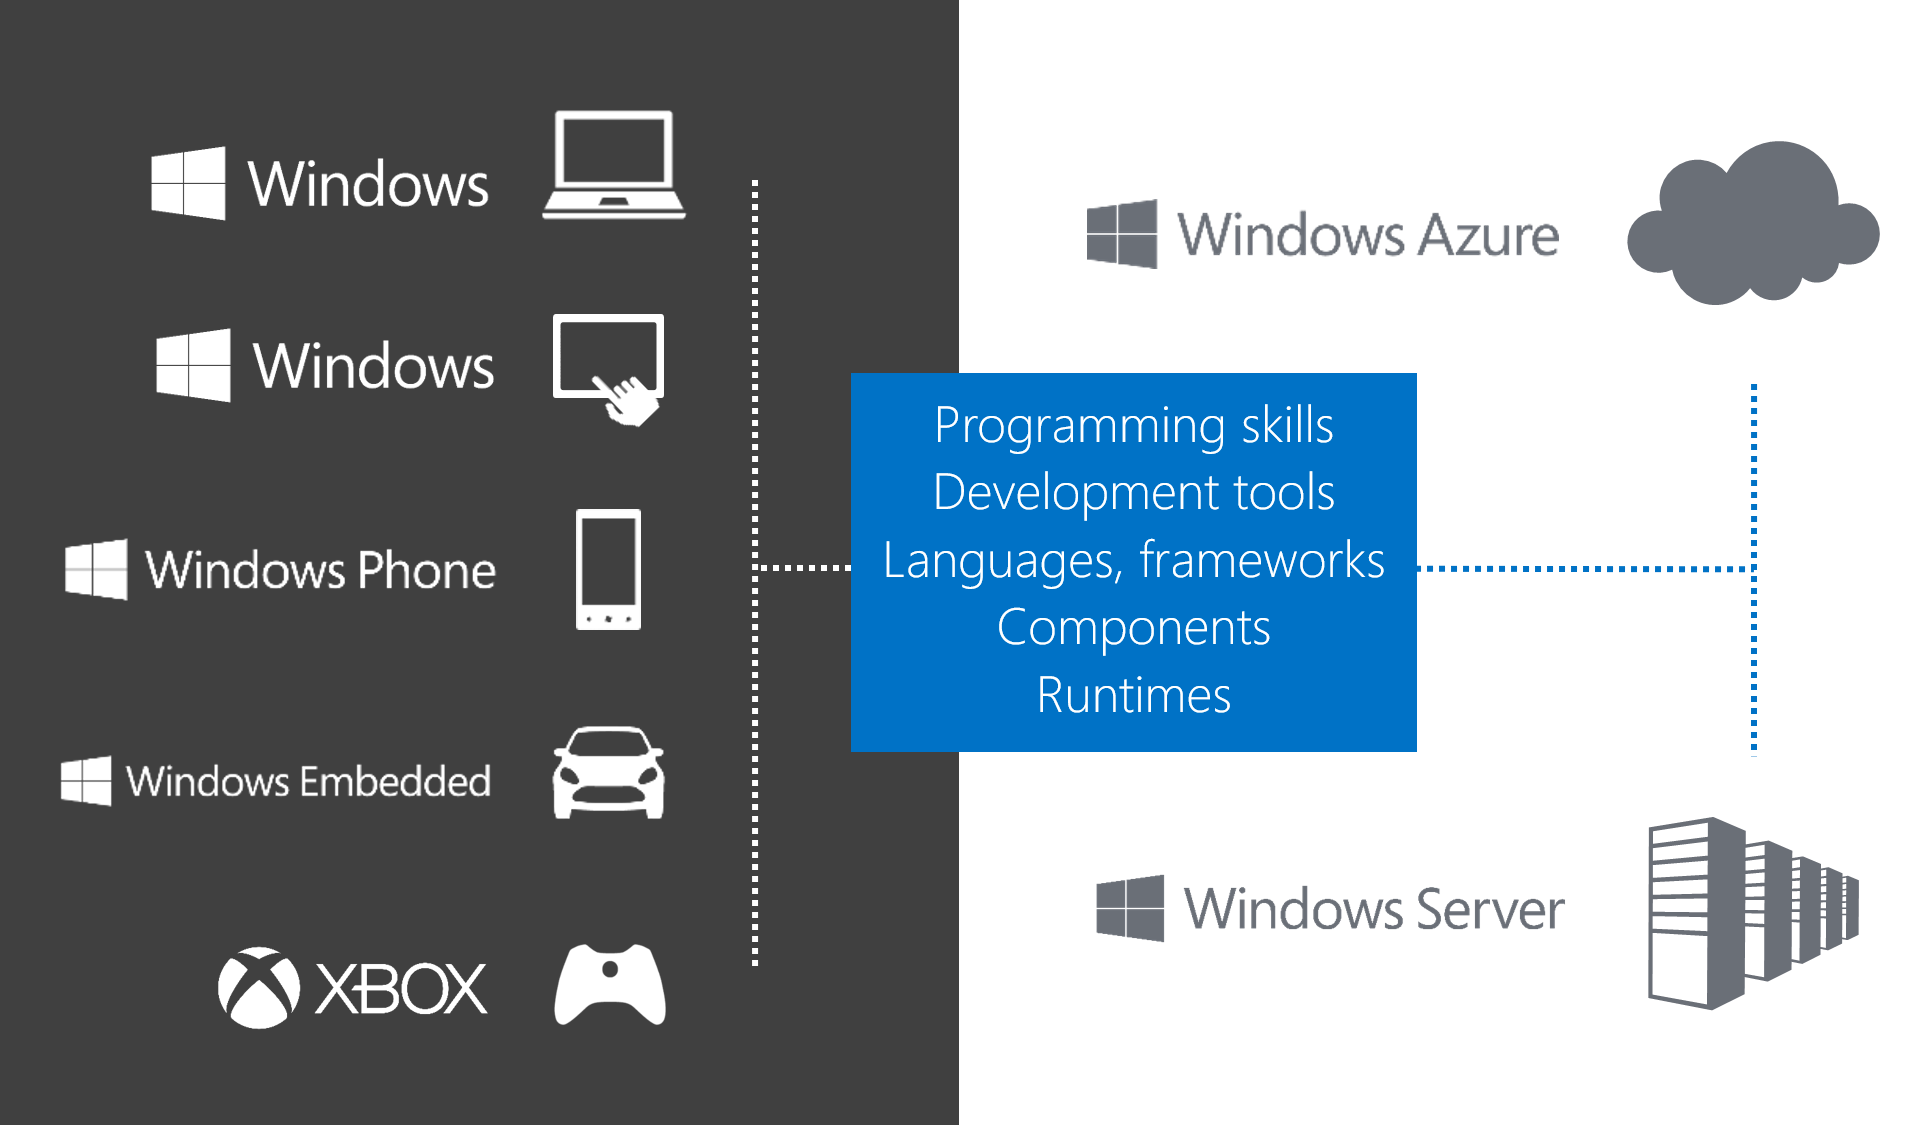 Windows
Windows
Windows Phone
Windows Embedded
XBOX
Programming skills
Development tools
Languages, frameworks
Components
Runtimes
Windows Azure
Windows Server